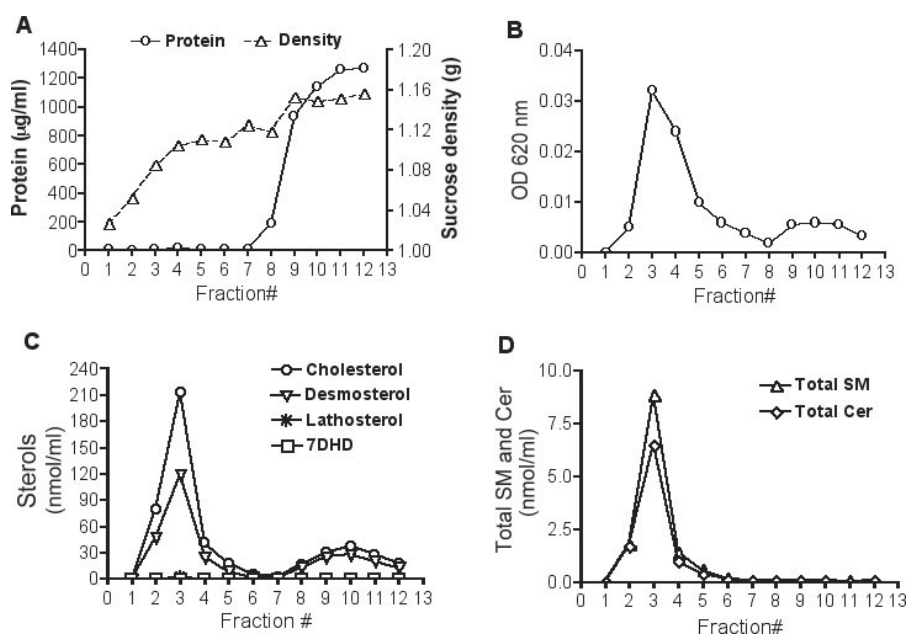 A
Protein
Density
1400
1200
1000
800
600
400
200
0
Protein (µg/ml)
1.20
1.16
1.12
1.08
1.04
1.00
Sucrose density (g)
0 1 2 3 4 5 6 7 8 9 10 11 12 13
Fraction#
B
0.04
0.03
0.02
0.01
0.00
OD 620 nm
0 1 2 3 4 5 6 7 8 9 10 11 12 13
Fraction#
C
Cholesterol
Desmosterol
Lathosterol
7DHD
240
210
180
150
120
90
60
30
0
Sterols
(nmol/ml)
0 1 2 3 4 5 6 7 8 9 10 11 12 13
Fraction #
D
Total SM
Total Cer
10.0
7.5
5.0
2.5
0.0
Total SM and Cer
(nmol/ml)
0 1 2 3 4 5 6 7 8 9 10 11 12 13
Fraction#